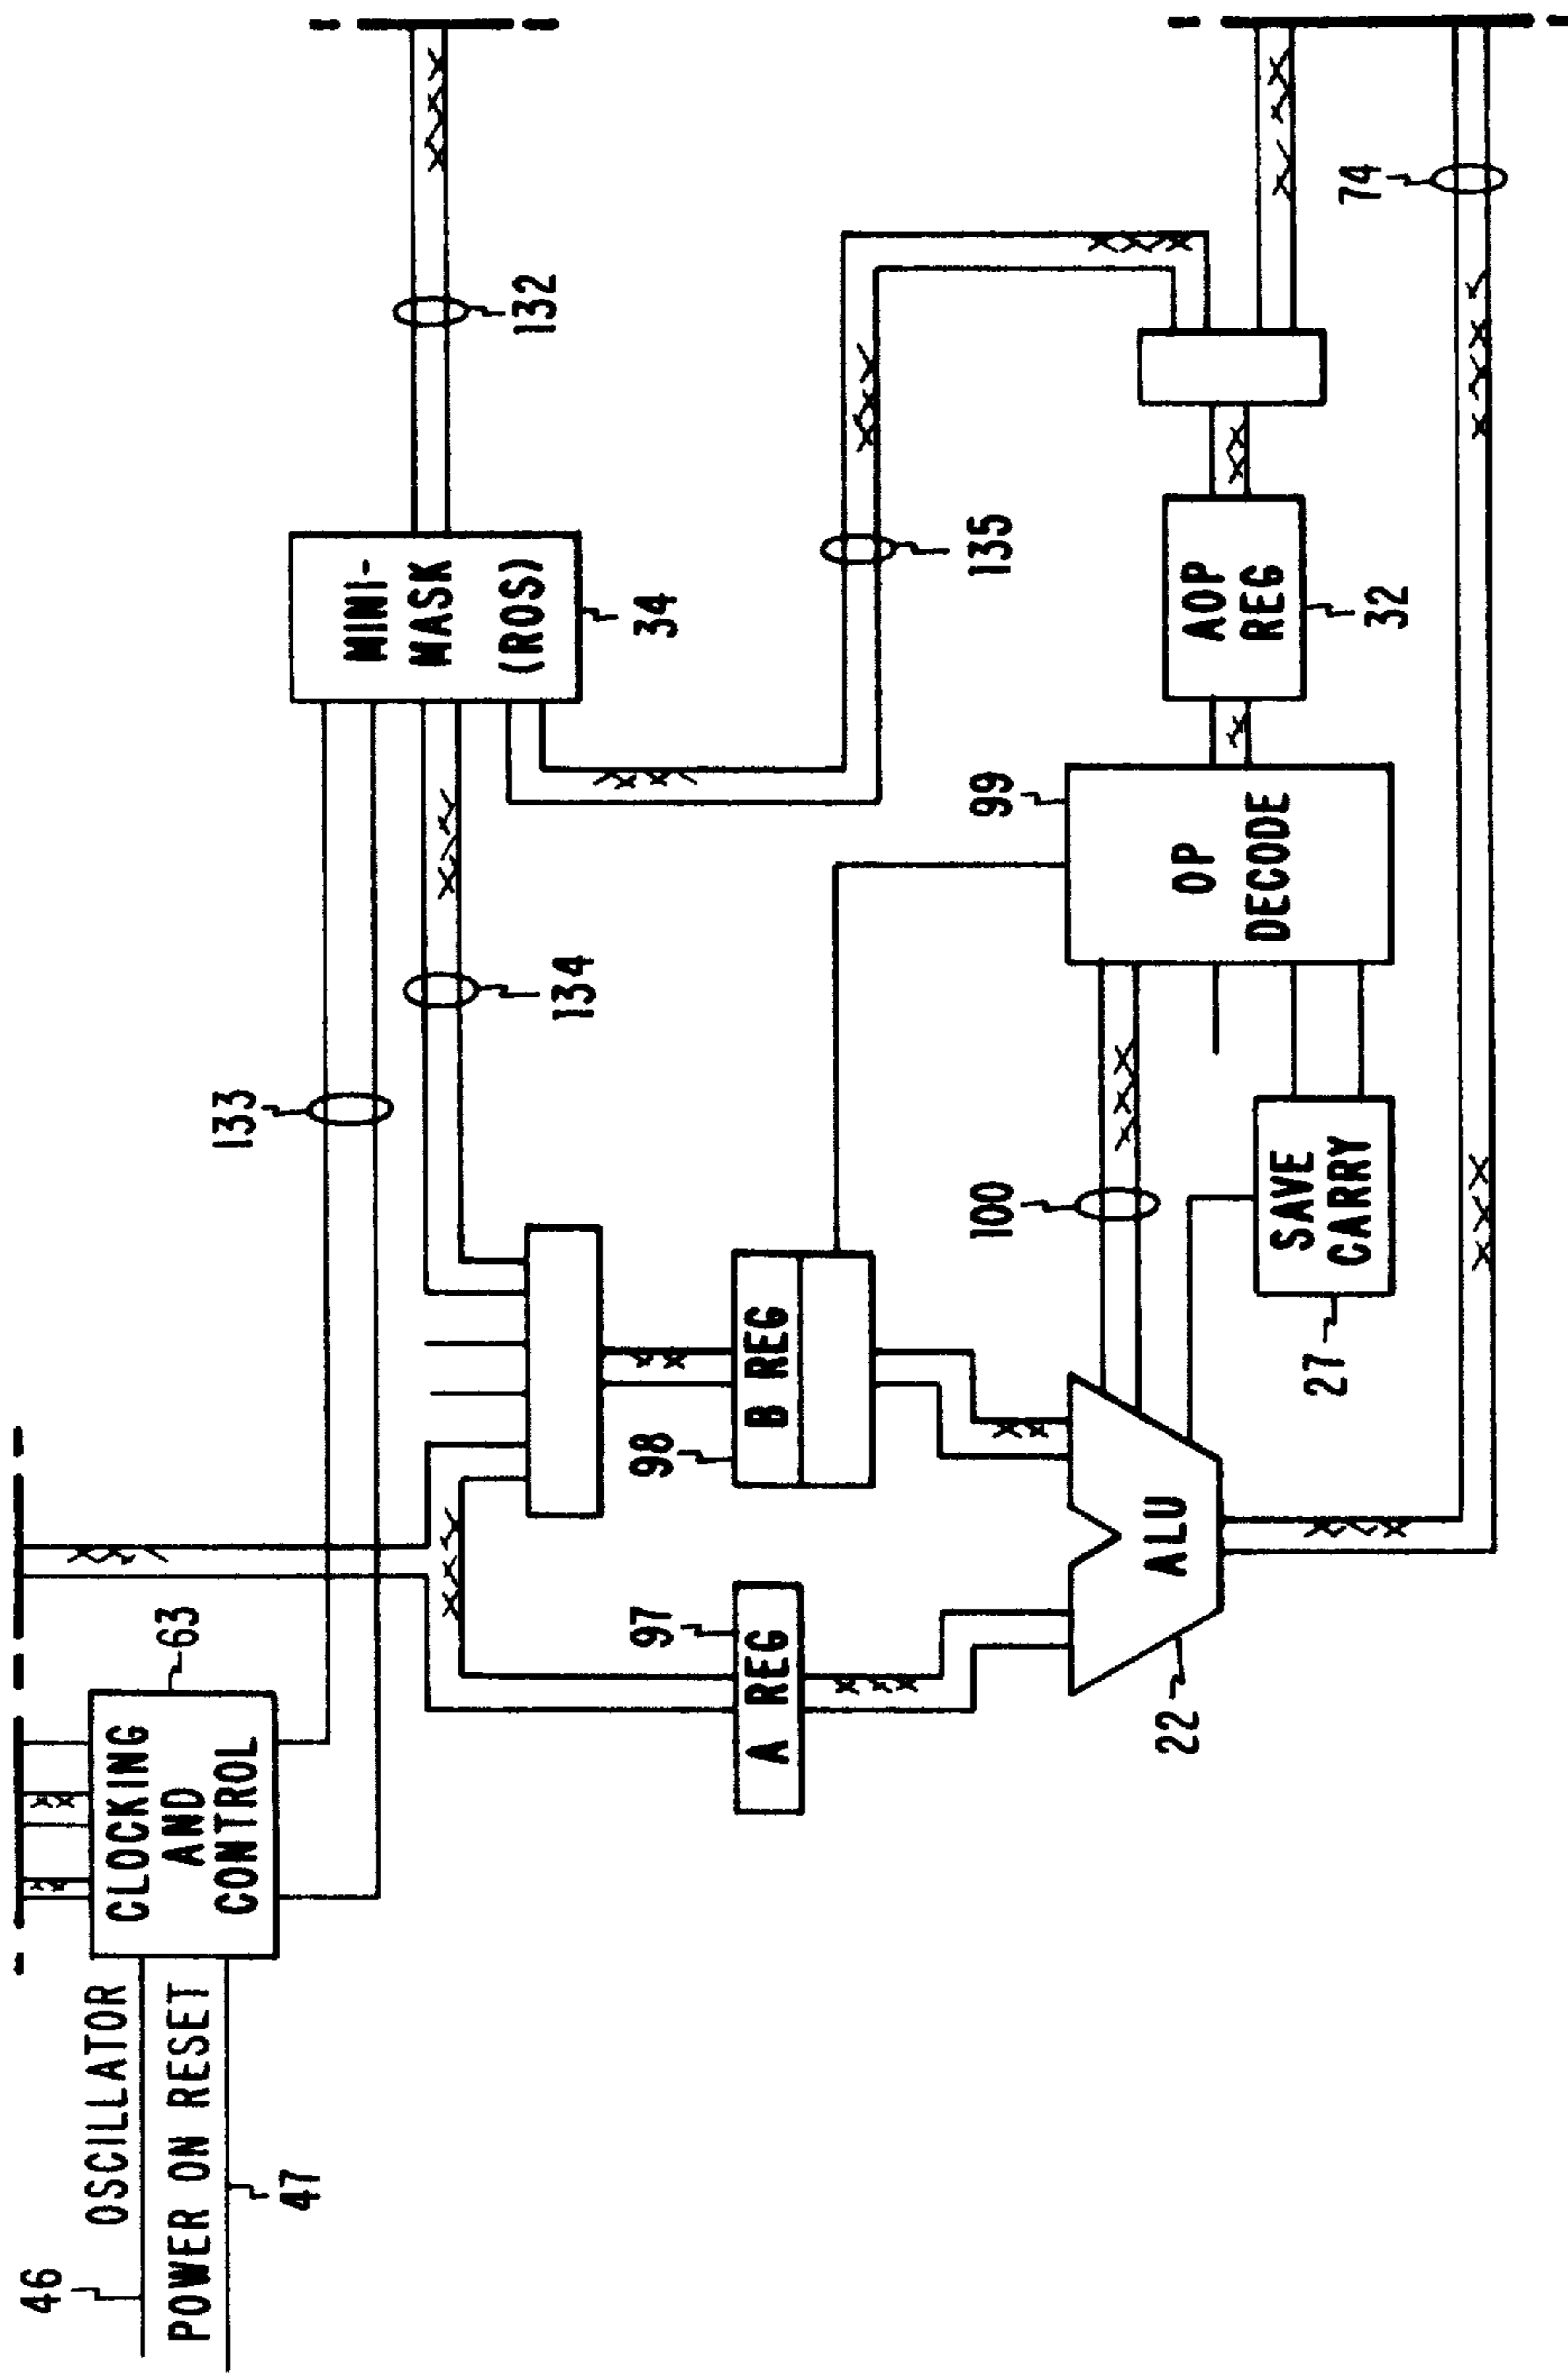 46
OSCILLATOR
POWER ON RESET
47
CLOCKING
AND
CONTROL
63
133
134
MINI-
MASK
(ROS)
34
132
97
A REG
98
B REG
99
OP
DECODE
135
AOP
REG
32
74
22
ALU
100
SAVE
CARRY
27